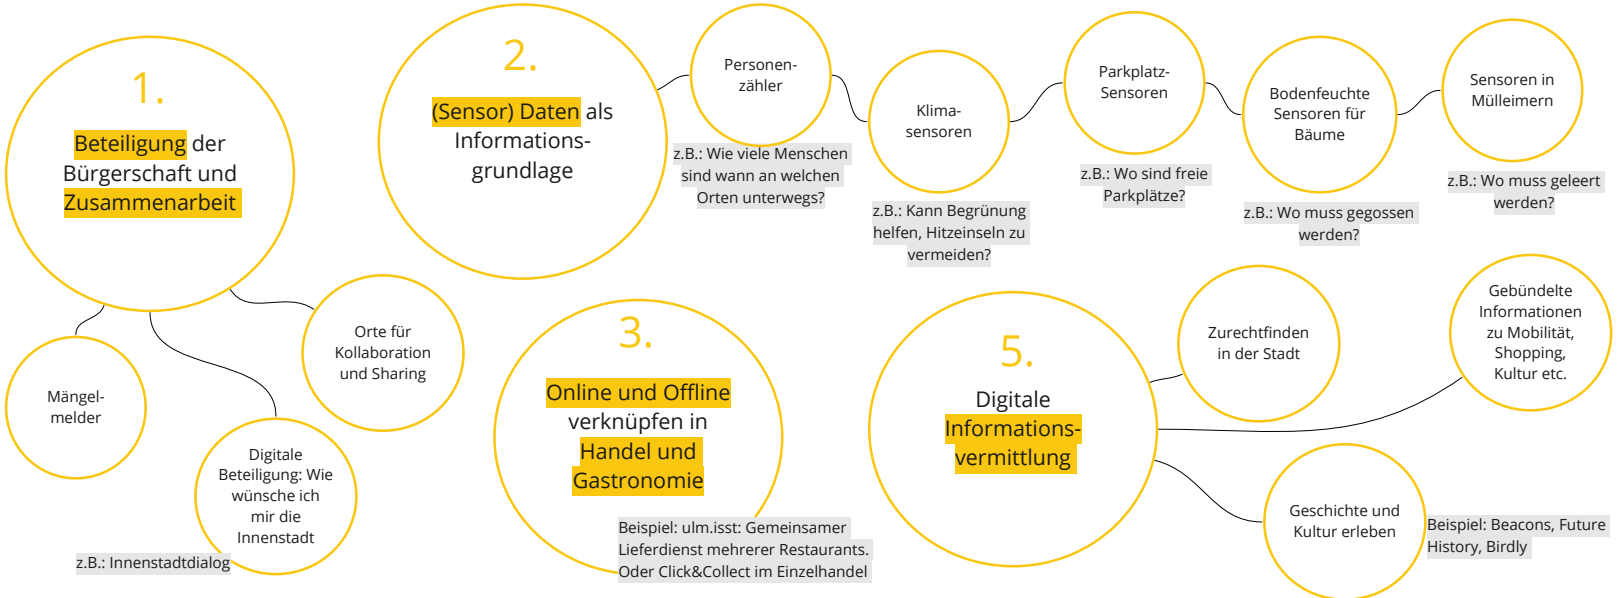 1.
Beteiligung der
Bürgerschaft und
Zusammenarbeit
Mängel-
melder
Digitale
Beteiligung: Wie
wünsche ich
mir die
Innenstadt
z.B.: Innenstadtdialog
Orte für
Kollaboration
und Sharing
2.
(Sensor) Daten als
Informations-
grundlage
Personen-
zähler
z.B.: Wie viele Menschen
sind wann an welchen
Orten unterwegs?
Klima-
sensoren
z.B.: Kann Begrünung
helfen, Hitzeinseln zu
vermeiden?
Parkplatz-
Sensoren
z.B.: Wo sind freie
Parkplätze?
Bodenfeuchte
Sensoren für
Bäume
z.B.: Wo muss gegossen
werden?
Sensoren in
Mülleimern
z.B.: Wo muss geleert
werden?
3.
Online und Offline
verknüpfen in
Handel und
Gastronomie
Beispiel: ulm.isst: Gemeinsamer
Lieferdienst mehrerer Restaurants.
Oder Click&Collect im Einzelhandel
5.
Digitale
Informations-
vermittlung
Zurechtfinden
in der Stadt
Gebündelte
Informationen
zu Mobilität,
Shopping,
Kultur etc.
Geschichte und
Kultur erleben
Beispiel: Beacons, Future
History, Birdly